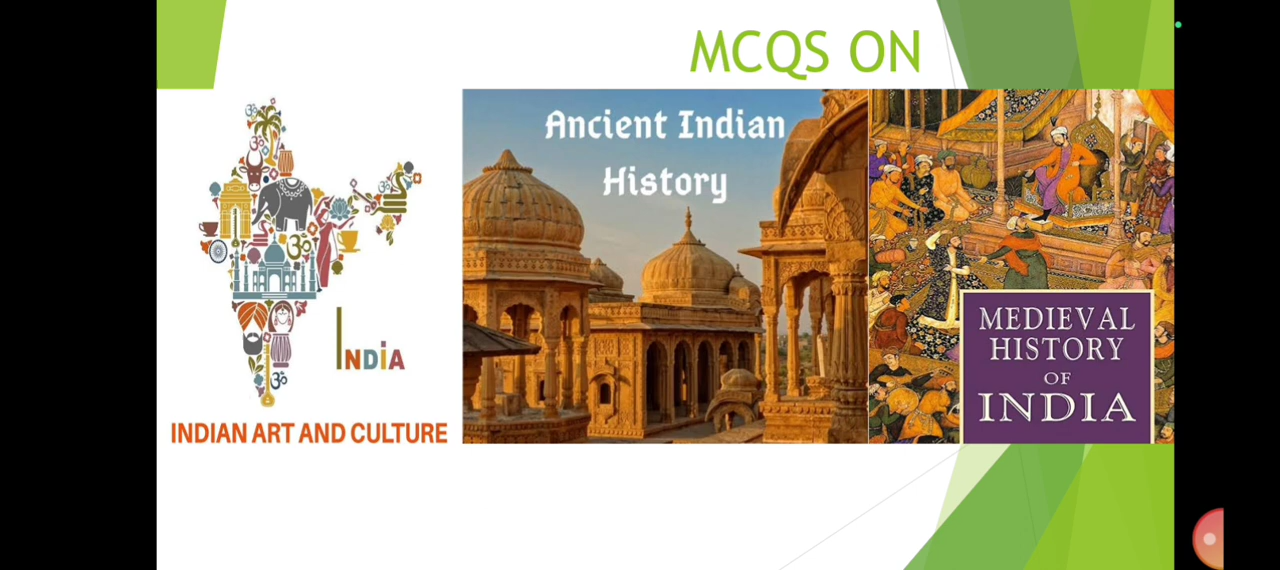 MCQS ON
INDIA
INDIAN ART AND CULTURE
Ancient Indian
History
MEDIEVAL
HISTORY
OF
INDIA